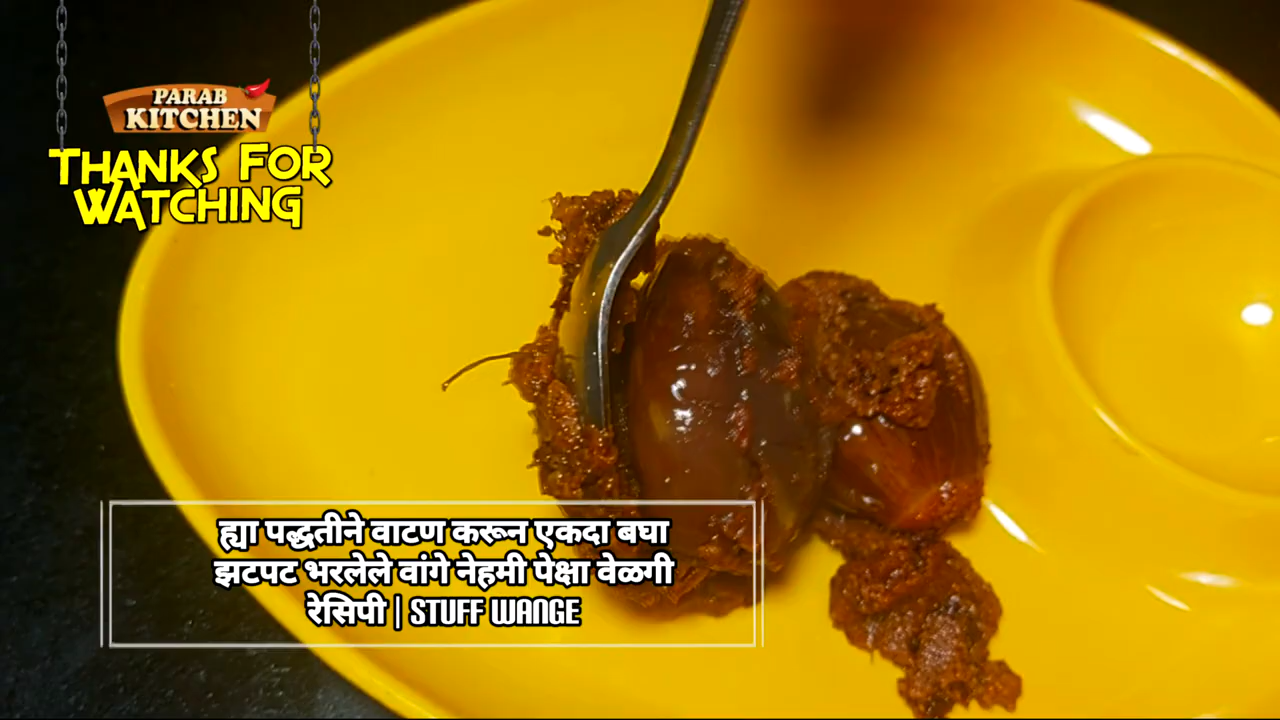 PARAB
KITCHEN
THANKS FOR
WATCHING
ह्या पद्धतीने वाटण करून एकदा बघा
झटपट भरलेले वांगे नेहमी पेक्षा वेळगी
रेसिपी | STUFF WANGE